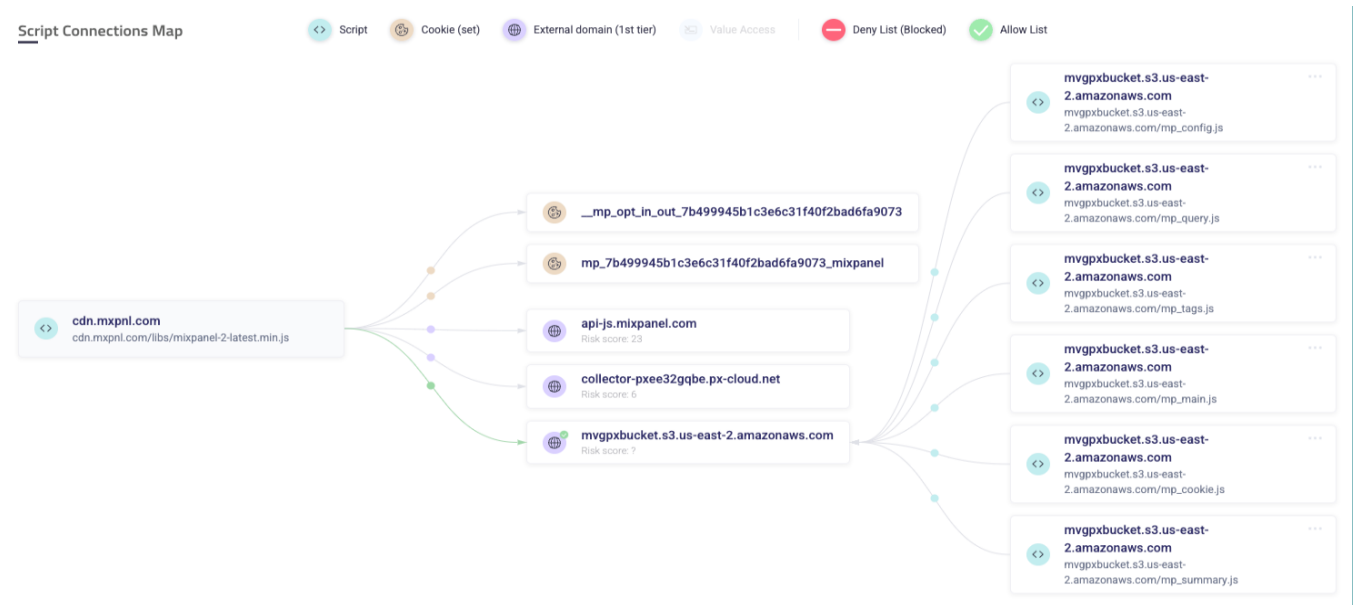 Script Connections Map
Script
Cookie (set)
External domain (1st tier)
Value Access
Deny List (Blocked)
Allow List
cdn.mxpnl.com
cdn.mxpnl.com/libs/mixpanel-2-latest.min.js
__mp_opt_in_out_7b499945b1c3e6c31f40f2bad6fa9073
mp_7b499945b1c3e6c31f40f2bad6fa9073_mixpanel
api-js.mixpanel.com
Risk score: 23
collector-pxee32gqbe.px-cloud.net
Risk score: 6
mvgpxbucket.s3.us-east-2.amazonaws.com
Risk score: ?
mvgpxbucket.s3.us-east-
2.amazonaws.com
mvgpxbucket.s3.us-east-
2.amazonaws.com/mp_config.js
mvgpxbucket.s3.us-east-
2.amazonaws.com
mvgpxbucket.s3.us-east-
2.amazonaws.com/mp_query.js
mvgpxbucket.s3.us-east-
2.amazonaws.com
mvgpxbucket.s3.us-east-
2.amazonaws.com/mp_tags.js
mvgpxbucket.s3.us-east-
2.amazonaws.com
mvgpxbucket.s3.us-east-
2.amazonaws.com/mp_main.js
mvgpxbucket.s3.us-east-
2.amazonaws.com
mvgpxbucket.s3.us-east-
2.amazonaws.com/mp_cookie.js
mvgpxbucket.s3.us-east-
2.amazonaws.com
mvgpxbucket.s3.us-east-
2.amazonaws.com/mp_summary.js